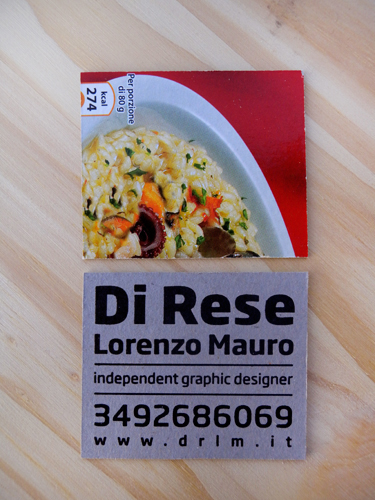 Per porzione
di 80 g
kcal
274
Di Rese
Lorenzo Mauro
independent graphic designer
3492686069
www.drlm.it